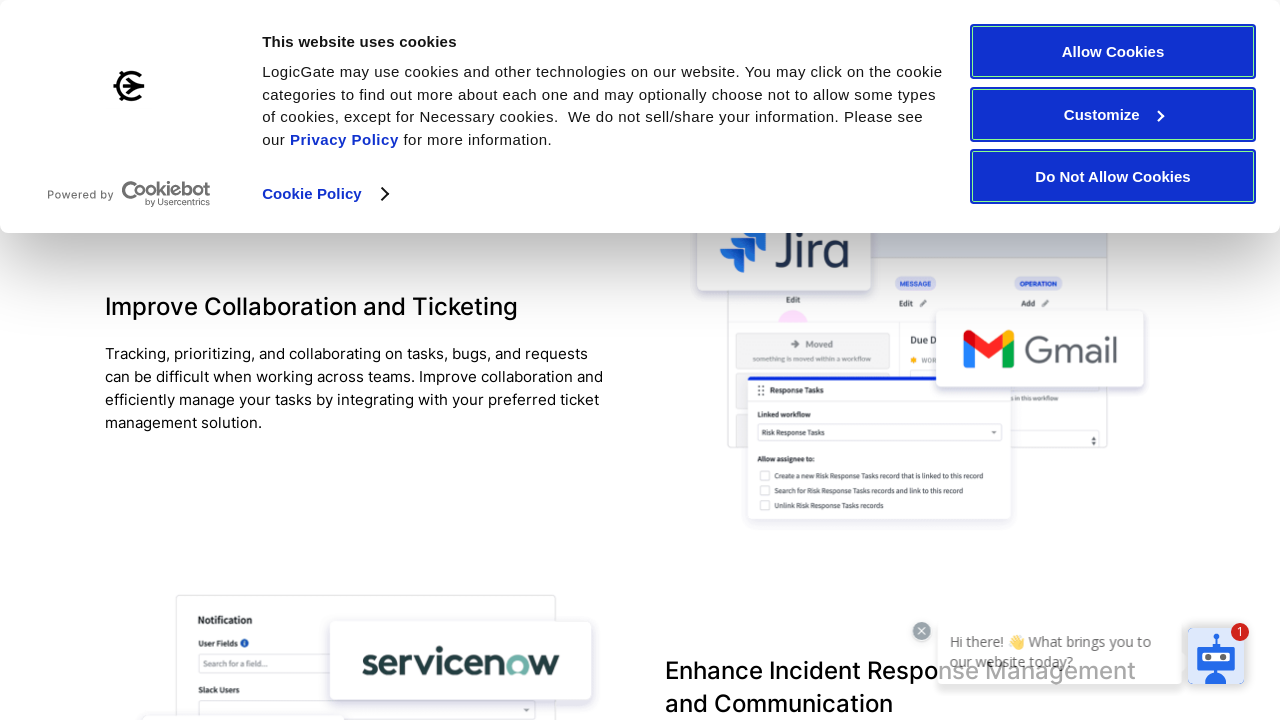 This website uses cookies
LogicGate may use cookies and other technologies on our website. You may click on the cookie
categories to find out more about each one and may optionally choose not to allow some types
of cookies, except for Necessary cookies.  We do not sell/share your information. Please see
our Privacy Policy for more information.
Cookie Policy
Powered by Cookiebot
by Usercentrics
Allow Cookies
Customize
Do Not Allow Cookies
Improve Collaboration and Ticketing
Tracking, prioritizing, and collaborating on tasks, bugs, and requests
can be difficult when working across teams. Improve collaboration and
efficiently manage your tasks by integrating with your preferred ticket
management solution.
Jira
MESSAGE
OPERATION
Edit
Edit
Add
Moved
something is moved within a workflow
Due D
WOR
Gmail
s in this workflow
Response Tasks
Linked workflow
Risk Response Tasks
Allow assignee to:
Create a new Risk Response Tasks record that is linked to this record
Search for Risk Response Tasks records and link to this record
Unlink Risk Response Tasks records
Notification
User Fields
Search for a field...
Slack Users
servicenow
Enhance Incident Response Management
and Communication
Hi there! 👋 What brings you to
our website today?
1